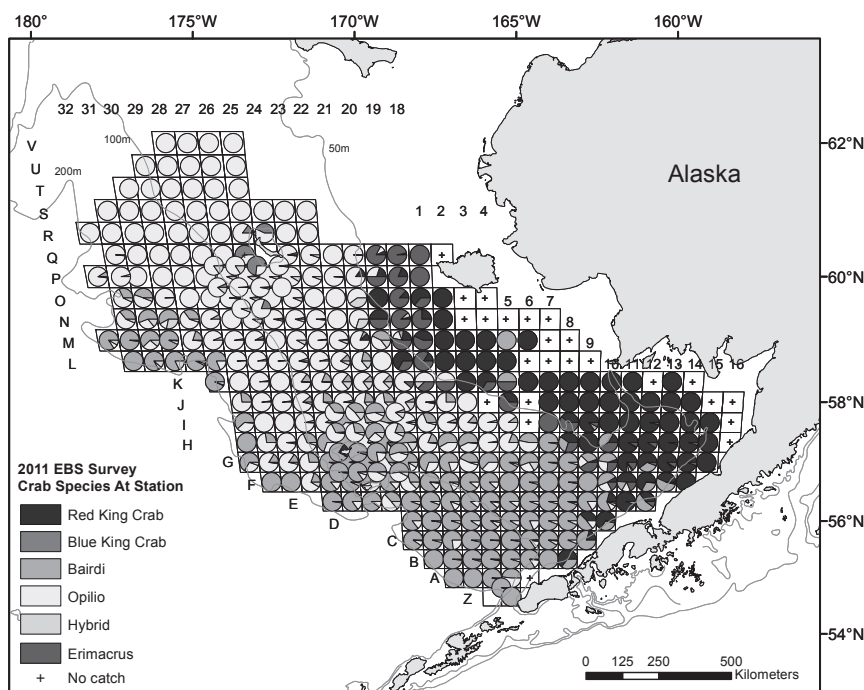 180° 175°W 170°W 165°W 160°W
32 31 30 29 28 27 26 25 24 23 22 21 20 19 18
V
100m
50m
62°N
U
200m
Alaska
T
S
1 2 3 4
R
Q
P
60°N
O
5 6 7
N
8
M
9
L
10 11 12 13 14 15 16
K
J
58°N
I
H
G
F
E
D
C
56°N
B
A
Z
54°N
2011 EBS Survey
Crab Species At Station
Red King Crab
Blue King Crab
Bairdi
Opilio
Hybrid
Erimacrus
+ No catch
0 125 250 500
Kilometers